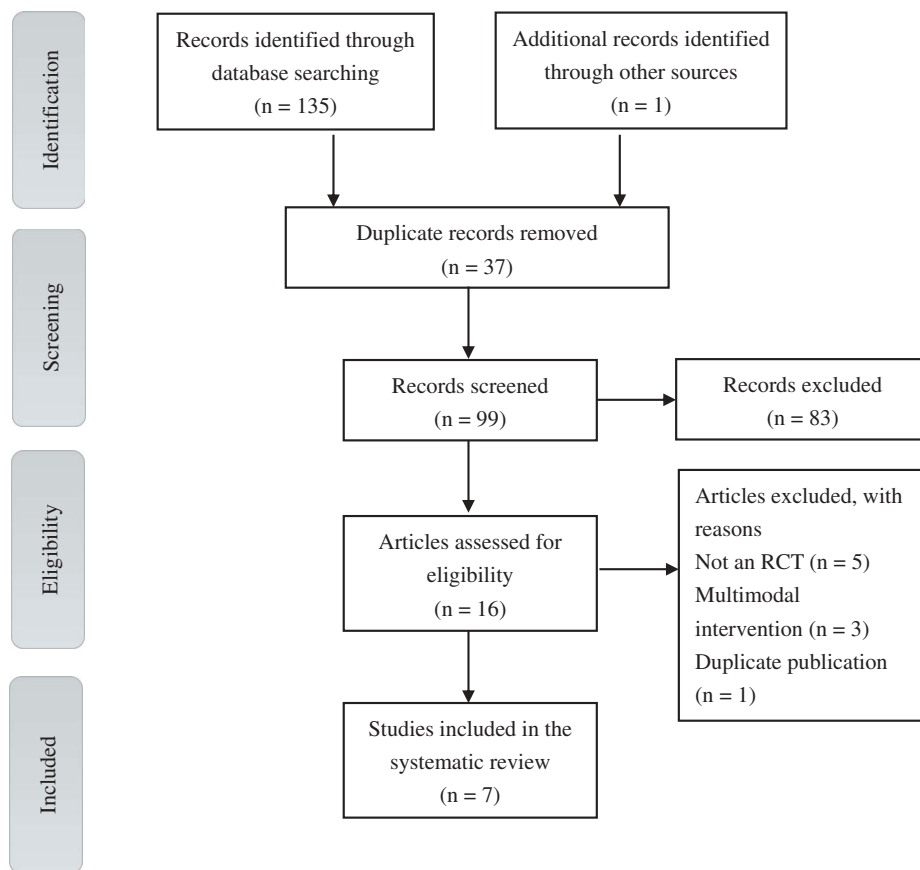 Identification
Records identified through
database searching
(n = 135)
Additional records identified
through other sources
(n = 1)
Duplicate records removed
(n = 37)
Screening
Records screened
(n = 99)
Records excluded
(n = 83)
Eligibility
Articles assessed for
eligibility
(n = 16)
Articles excluded, with
reasons
Not an RCT (n = 5)
Multimodal
intervention (n = 3)
Duplicate publication
(n = 1)
Included
Studies included in the
systematic review
(n = 7)